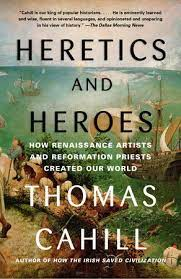 "Cahill is our king of popular historians. . . . He is eminently learned and
wise, fluent in several languages, and opinionated and unsparing
in his view of history." —The Dallas Morning News
HERETICS
AND
HEROES
HOW RENAISSANCE ARTISTS
AND REFORMATION PRIESTS
CREATED OUR WORLD
THOMAS
CAHILL
AUTHOR OF HOW THE IRISH SAVED CIVILIZATION